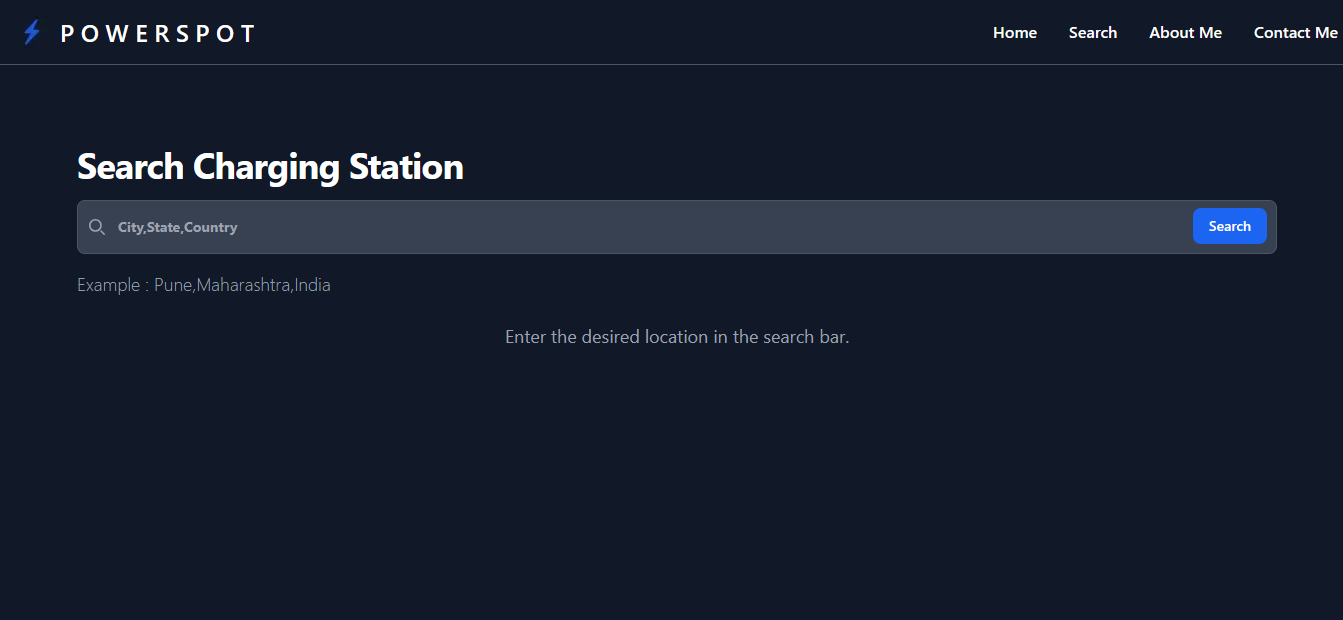 POWERSPOT
Home Search About Me Contact Me
Search Charging Station
City,State,Country
Search
Example : Pune,Maharashtra,India
Enter the desired location in the search bar.